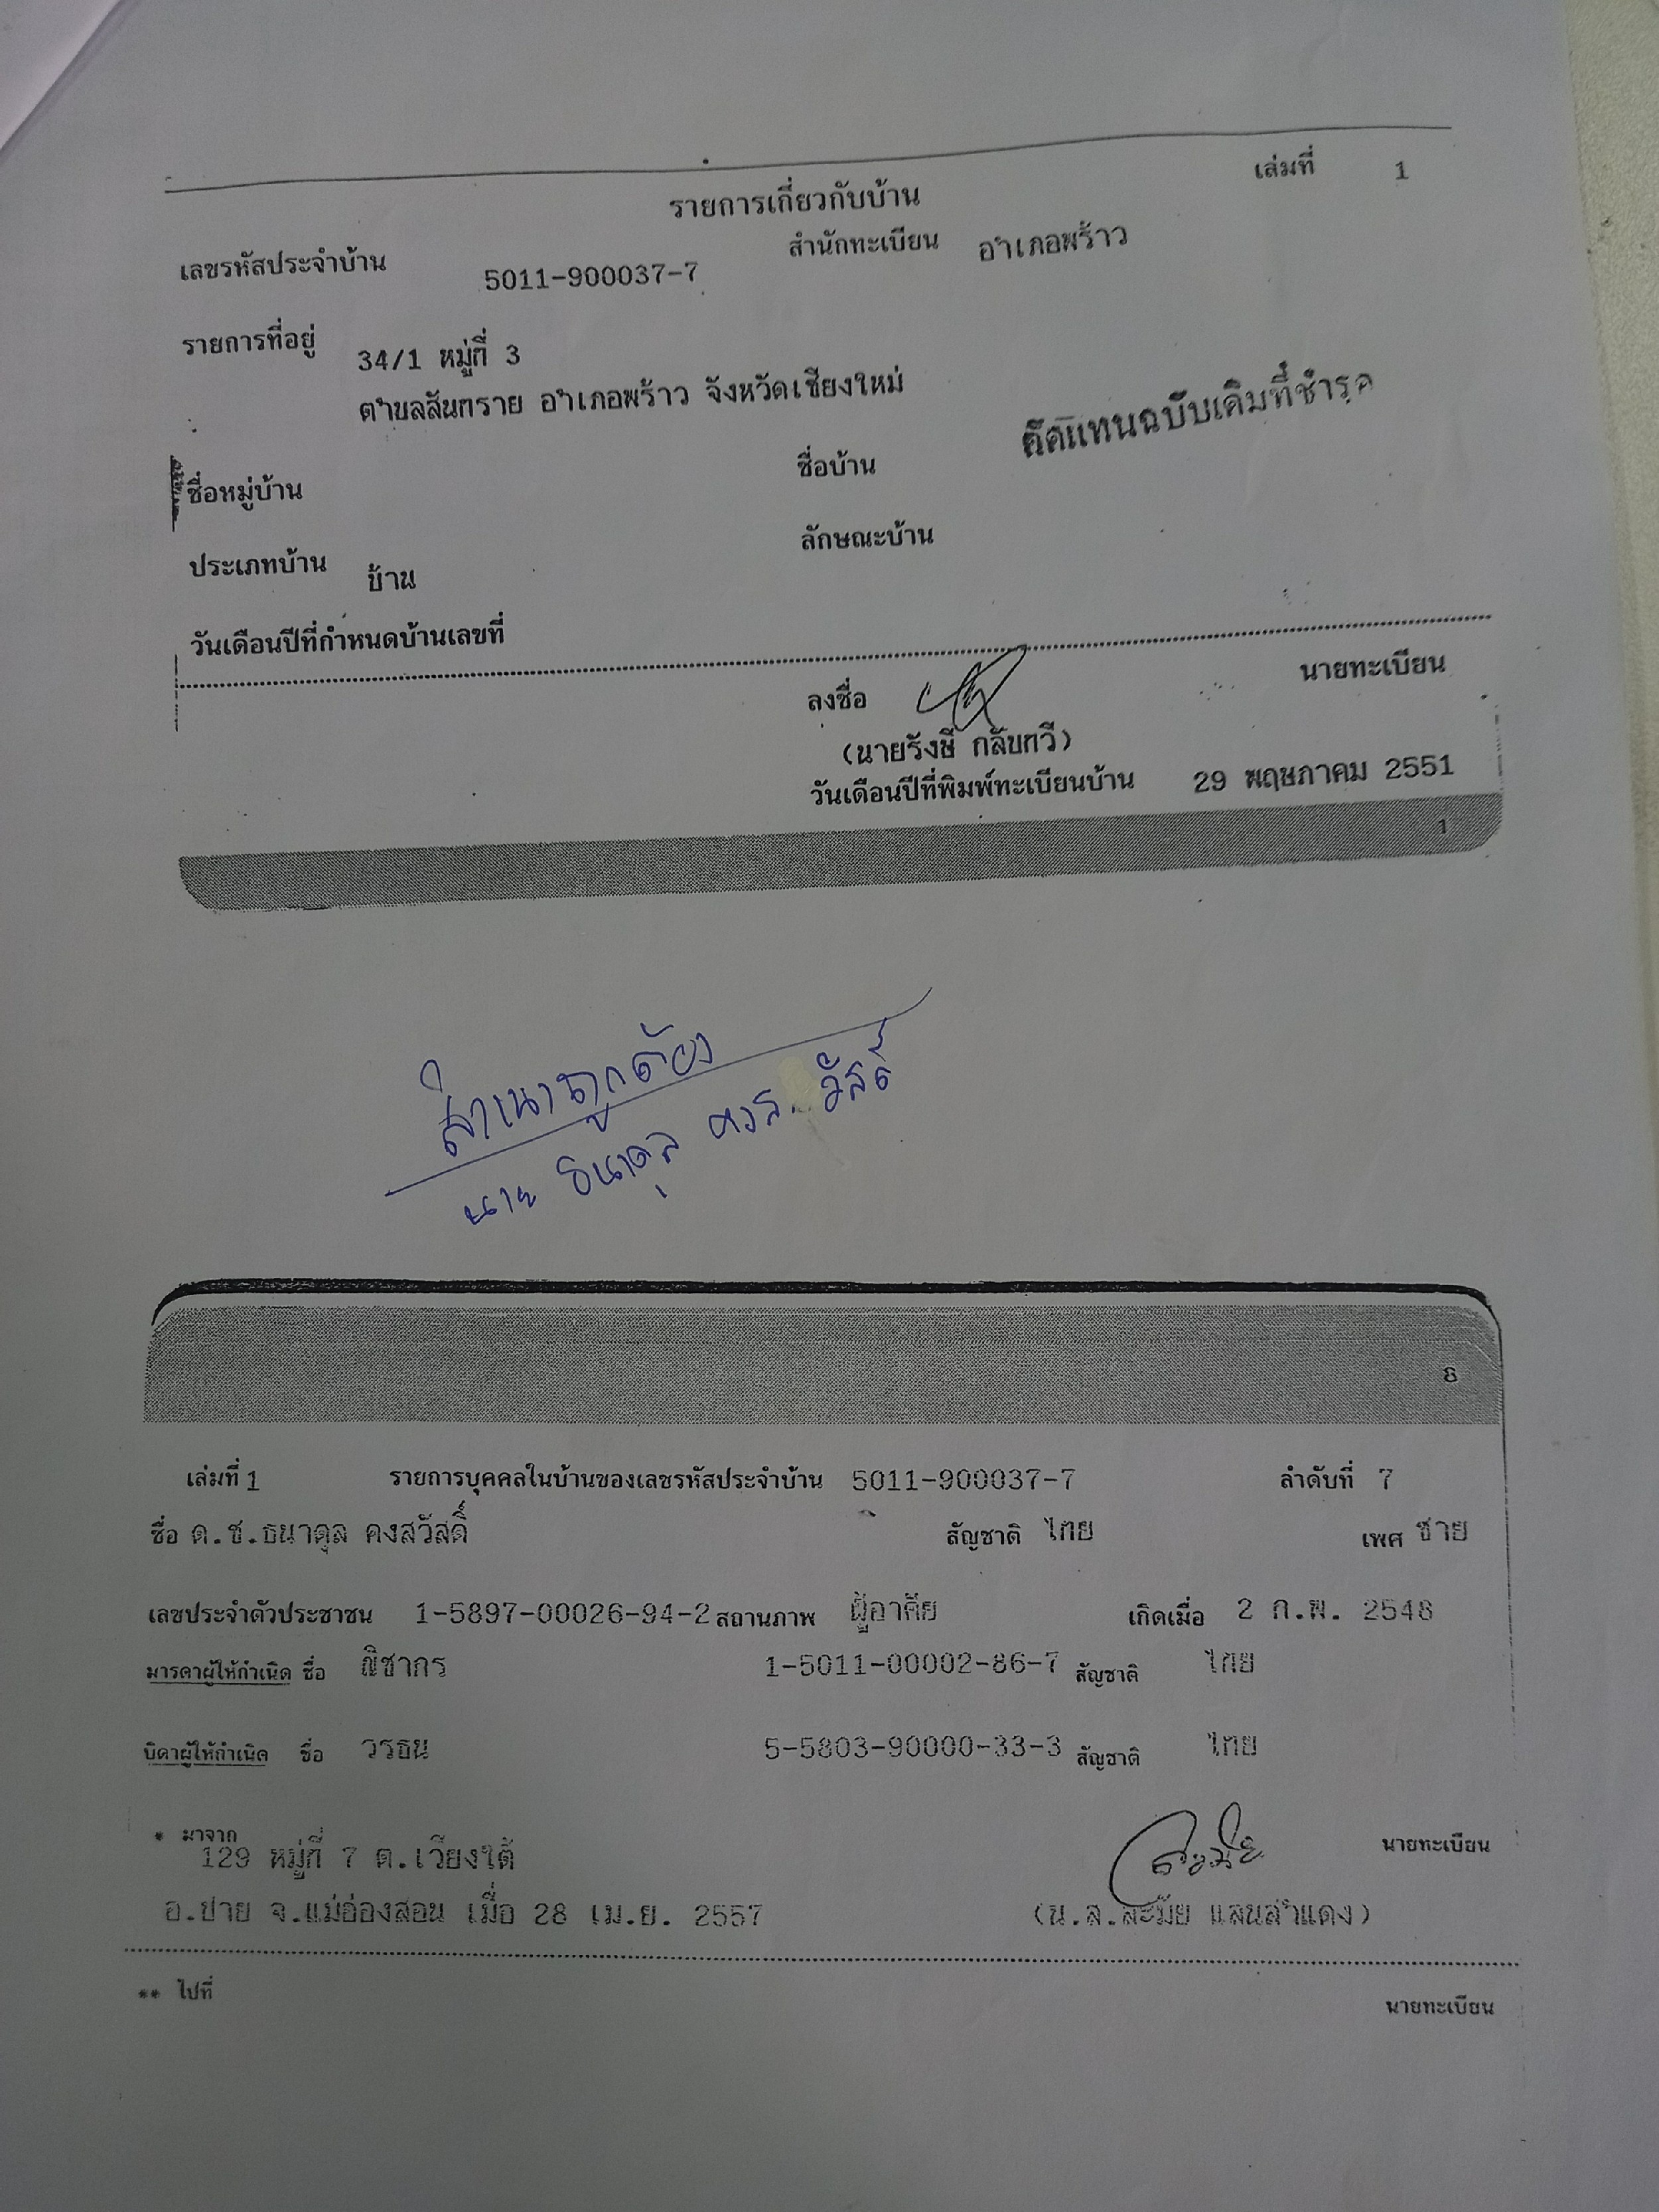 เล่มที่ 1
รายการเกี่ยวกับบ้าน
เลขรหัสประจำบ้าน 5011-900037-7 สำนักทะเบียน อำเภอพร้าว
รายการที่อยู่ 34/1 หมู่ที่ 3
ตำบลสันทราย อำเภอพร้าว จังหวัดเชียงใหม่
คัดแทนฉบับเดิมที่ชำรุด
ชื่อหมู่บ้าน ชื่อบ้าน
ประเภทบ้าน บ้าน ลักษณะบ้าน
วันเดือนปีที่กำหนดบ้านเลขที่
ลงชื่อ นายทะเบียน
(นายรังษี กลับทวี)
วันเดือนปีที่พิมพ์ทะเบียนบ้าน 29 พฤษภาคม 2551
1
สำเนาถูกต้อง
นาย ธนาดุล คงสวัสดิ์
8
เล่มที่ 1 รายการบุคคลในบ้านของเลขรหัสประจำบ้าน 5011-900037-7 ลำดับที่ 7
ชื่อ ด.ช.ธนาดุล คงสวัสดิ์ สัญชาติ ไทย เพศ ชาย
เลขประจำตัวประชาชน 1-5897-00026-94-2 สถานภาพ ผู้อาศัย เกิดเมื่อ 2 ก.พ. 2548
มารดาผู้ให้กำเนิด ชื่อ ณิชากร 1-5011-00002-86-7 สัญชาติ ไทย
บิดาผู้ให้กำเนิด ชื่อ วรธน 5-5803-90000-33-3 สัญชาติ ไทย
* มาจาก
129 หมู่ที่ 7 ต.เวียงใต้ นายทะเบียน
อ.ปาย จ.แม่ฮ่องสอน เมื่อ 28 เม.ย. 2557 (น.ส.ละมัย แสนคำแดง)
** ไปที่ นายทะเบียน